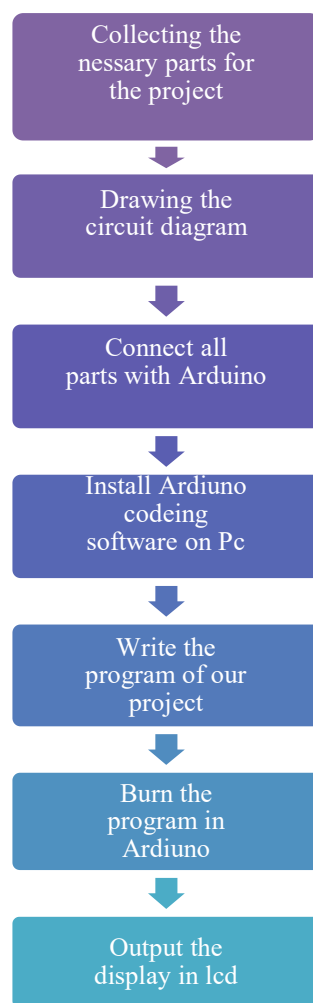 Collecting the
nessary parts for
the project
Drawing the
circuit diagram
Connect all
parts with Arduino
Install Ardiuno
codeing
software on Pc
Write the
program of our
project
Burn the
program in
Ardiuno
Output the
display in lcd